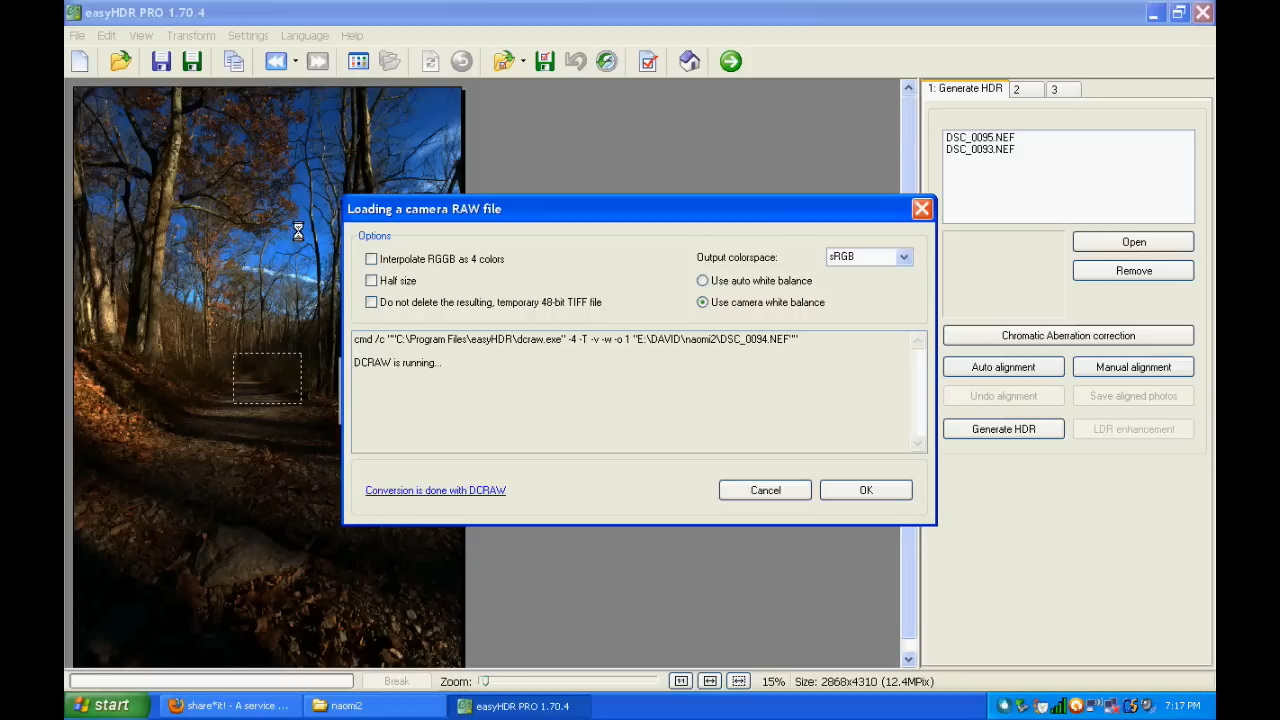 easyHDR PRO 1.70.4
File Edit View Transform Settings Language Help
1: Generate HDR 2 3
DSC_0095.NEF
DSC_0093.NEF
Open
Remove
Chromatic Aberration correction
Auto alignment Manual alignment
Undo alignment Save aligned photos
Generate HDR LDR enhancement
Loading a camera RAW file
Options
Interpolate RGGB as 4 colors
Half size
Do not delete the resulting, temporary 48-bit TIFF file
Output colorspace: sRGB
Use auto white balance
Use camera white balance
cmd /c ""C:\Program Files\easyHDR\dcraw.exe" -4 -T -v -w -o 1 "E:\DAVID\naomi2\DSC_0094.NEF""
DCRAW is running...
Conversion is done with DCRAW
Cancel OK
Break Zoom: 1:1 15% Size: 2868x4310 (12.4MPix)
start share*it! - A service ... naomi2 easyHDR PRO 1.70.4 7:17 PM